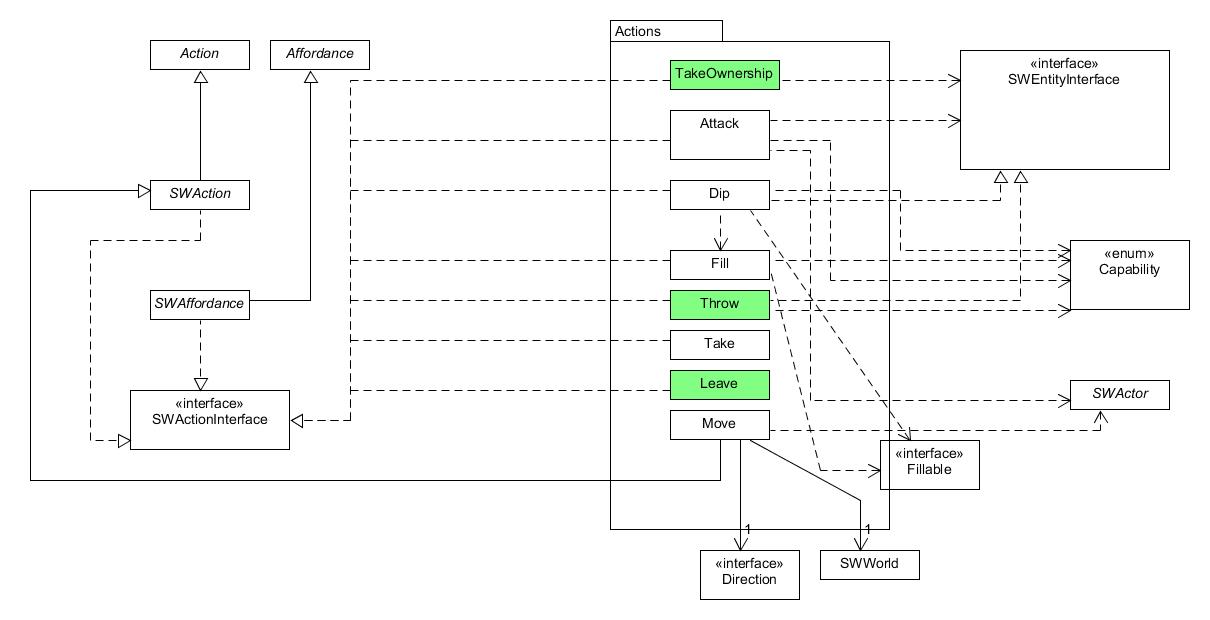 Actions
Action
Affordance
TakeOwnership
«interface»
SWEntityInterface
Attack
SWAction
Dip
Fill
«enum»
Capability
SWAffordance
Throw
Take
Leave
«interface»
SWActionInterface
SWActor
Move
«interface»
Fillable
1
1
«interface»
Direction
SWWorld